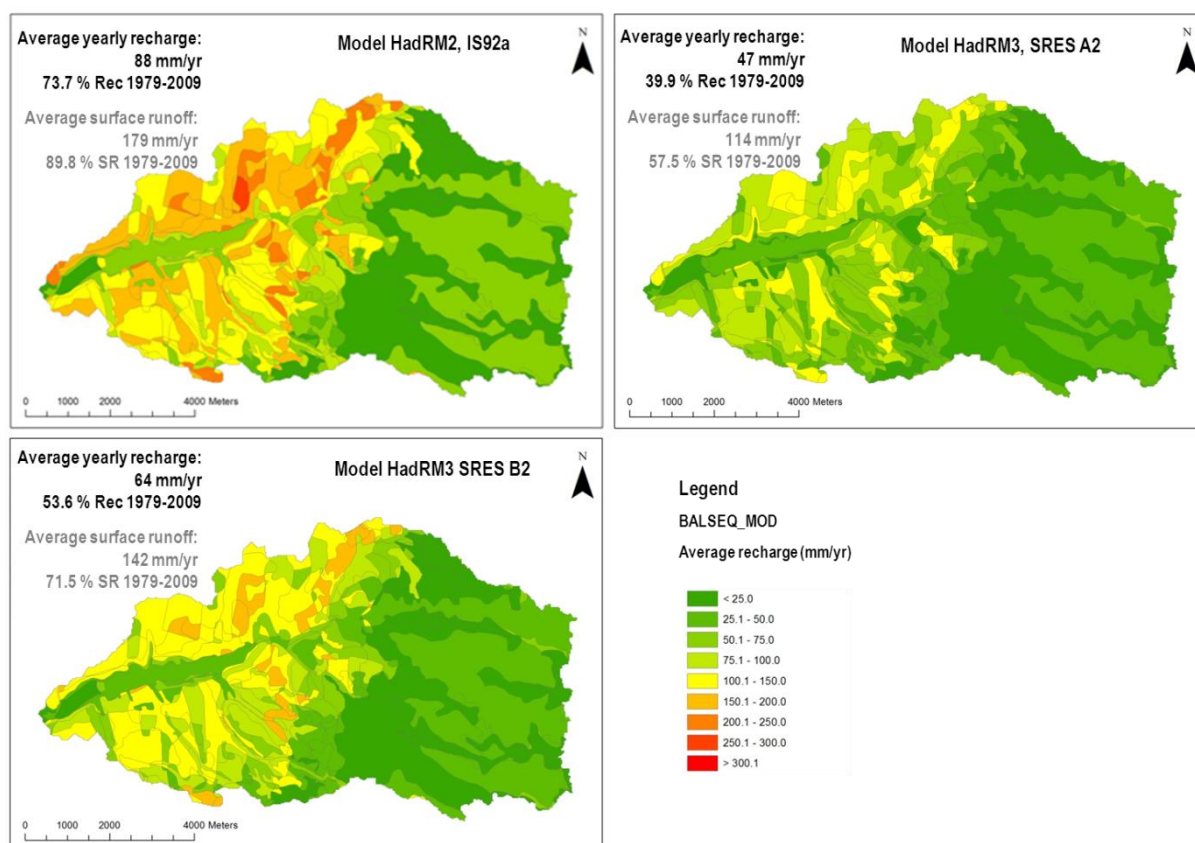 Average yearly recharge:
88 mm/yr
73.7 % Rec 1979-2009
Average surface runoff:
179 mm/yr
89.8 % SR 1979-2009
Model HadRM2, IS92a
N
0 1000 2000 4000 Meters
Average yearly recharge:
47 mm/yr
39.9 % Rec 1979-2009
Average surface runoff:
114 mm/yr
57.5 % SR 1979-2009
Model HadRM3, SRES A2
N
0 1000 2000 4000 Meters
Average yearly recharge:
64 mm/yr
53.6 % Rec 1979-2009
Average surface runoff:
142 mm/yr
71.5 % SR 1979-2009
Model HadRM3 SRES B2
N
0 1000 2000 4000 Meters
Legend
BALSEQ_MOD
Average recharge (mm/yr)
< 25.0
25.1 - 50.0
50.1 - 75.0
75.1 - 100.0
100.1 - 150.0
150.1 - 200.0
200.1 - 250.0
250.1 - 300.0
> 300.1